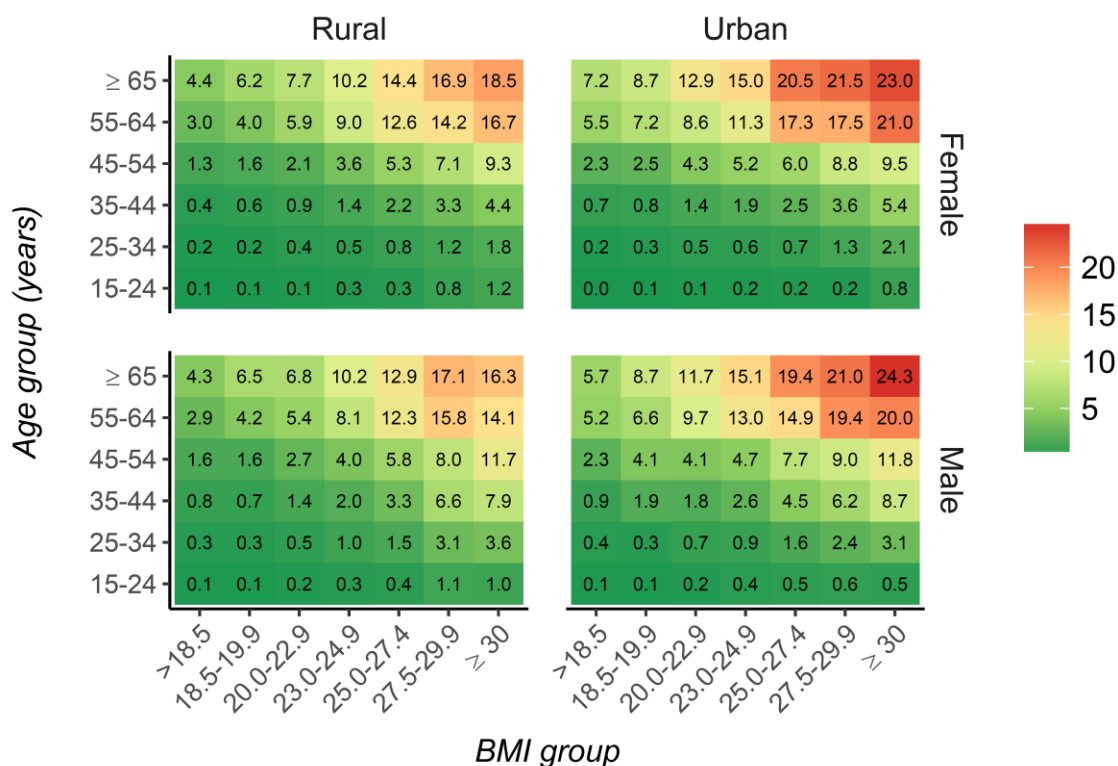 Rural Urban
≥ 65 4.4 6.2 7.7 10.2 14.4 16.9 18.5 7.2 8.7 12.9 15.0 20.5 21.5 23.0
55-64 3.0 4.0 5.9 9.0 12.6 14.2 16.7 5.5 7.2 8.6 11.3 17.3 17.5 21.0
45-54 1.3 1.6 2.1 3.6 5.3 7.1 9.3 2.3 2.5 4.3 5.2 6.0 8.8 9.5
35-44 0.4 0.6 0.9 1.4 2.2 3.3 4.4 0.7 0.8 1.4 1.9 2.5 3.6 5.4
25-34 0.2 0.2 0.4 0.5 0.8 1.2 1.8 0.2 0.3 0.5 0.6 0.7 1.3 2.1
15-24 0.1 0.1 0.1 0.3 0.3 0.8 1.2 0.0 0.1 0.1 0.2 0.2 0.2 0.8
Female
≥ 65 4.3 6.5 6.8 10.2 12.9 17.1 16.3 5.7 8.7 11.7 15.1 19.4 21.0 24.3
55-64 2.9 4.2 5.4 8.1 12.3 15.8 14.1 5.2 6.6 9.7 13.0 14.9 19.4 20.0
45-54 1.6 1.6 2.7 4.0 5.8 8.0 11.7 2.3 4.1 4.1 4.7 7.7 9.0 11.8
35-44 0.8 0.7 1.4 2.0 3.3 6.6 7.9 0.9 1.9 1.8 2.6 4.5 6.2 8.7
25-34 0.3 0.3 0.5 1.0 1.5 3.1 3.6 0.4 0.3 0.7 0.9 1.6 2.4 3.1
15-24 0.1 0.1 0.2 0.3 0.4 1.1 1.0 0.1 0.1 0.2 0.4 0.5 0.6 0.5
Male
>18.5 18.5-19.9 20.0-22.9 23.0-24.9 25.0-27.4 27.5-29.9 ≥ 30 >18.5 18.5-19.9 20.0-22.9 23.0-24.9 25.0-27.4 27.5-29.9 ≥ 30
BMI group
Age group (years)
20
15
10
5